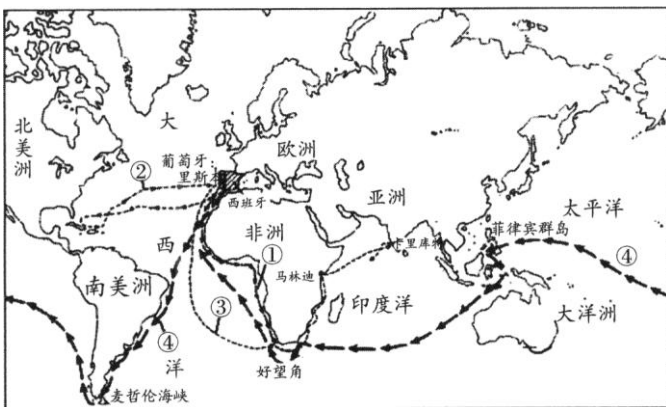 北美洲
大
欧洲
葡萄牙
里斯本
②
西班牙
亚洲
太平洋
菲律宾群岛
卡里库特
非洲
西
①
马林迪
④
南美洲
印度洋
大洋洲
③
④
洋
好望角
麦哲伦海峡